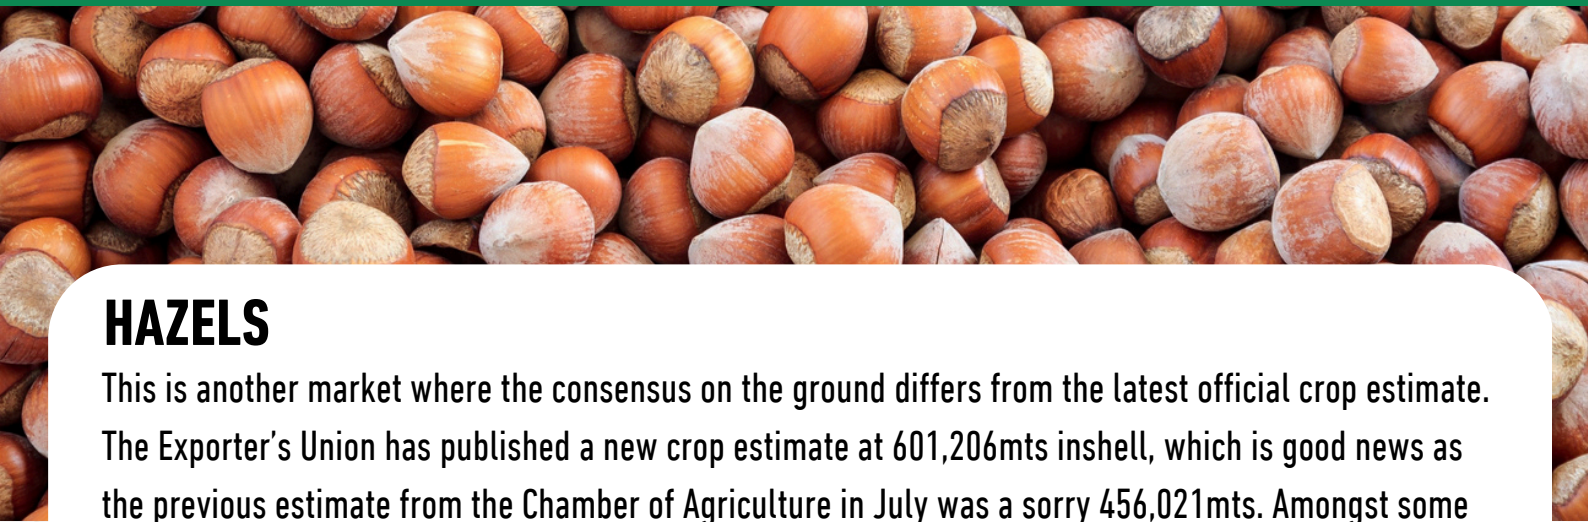 HAZELS
This is another market where the consensus on the ground differs from the latest official crop estimate.
The Exporter’s Union has published a new crop estimate at 601,206mts inshell, which is good news as
the previous estimate from the Chamber of Agriculture in July was a sorry 456,021mts. Amongst some